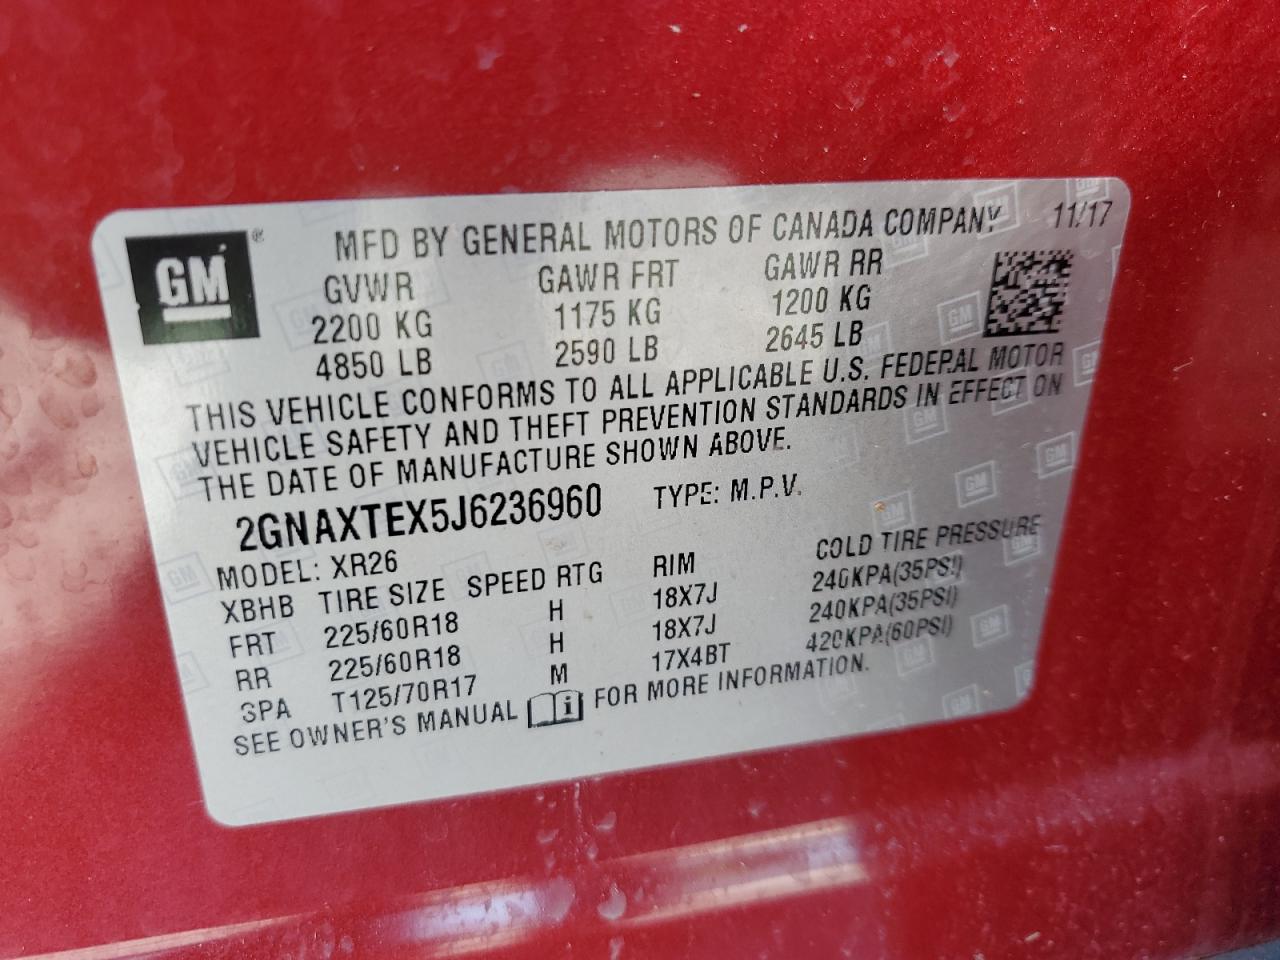 GM ® MFD BY GENERAL MOTORS OF CANADA COMPANY 11/17
GVWR GAWR FRT GAWR RR
2200 KG 1175 KG 1200 KG
4850 LB 2590 LB 2645 LB
THIS VEHICLE CONFORMS TO ALL APPLICABLE U.S. FEDERAL MOTOR
VEHICLE SAFETY AND THEFT PREVENTION STANDARDS IN EFFECT ON
THE DATE OF MANUFACTURE SHOWN ABOVE.
2GNAXTEX5J6236960 TYPE: M.P.V.
MODEL: XR26
XBHB TIRE SIZE SPEED RTG RIM COLD TIRE PRESSURE
FRT 225/60R18 H 18X7J 240KPA(35PSI)
RR 225/60R18 H 18X7J 240KPA(35PSI)
SPA T125/70R17 M 17X4BT 420KPA(60PSI)
SEE OWNER'S MANUAL i FOR MORE INFORMATION.